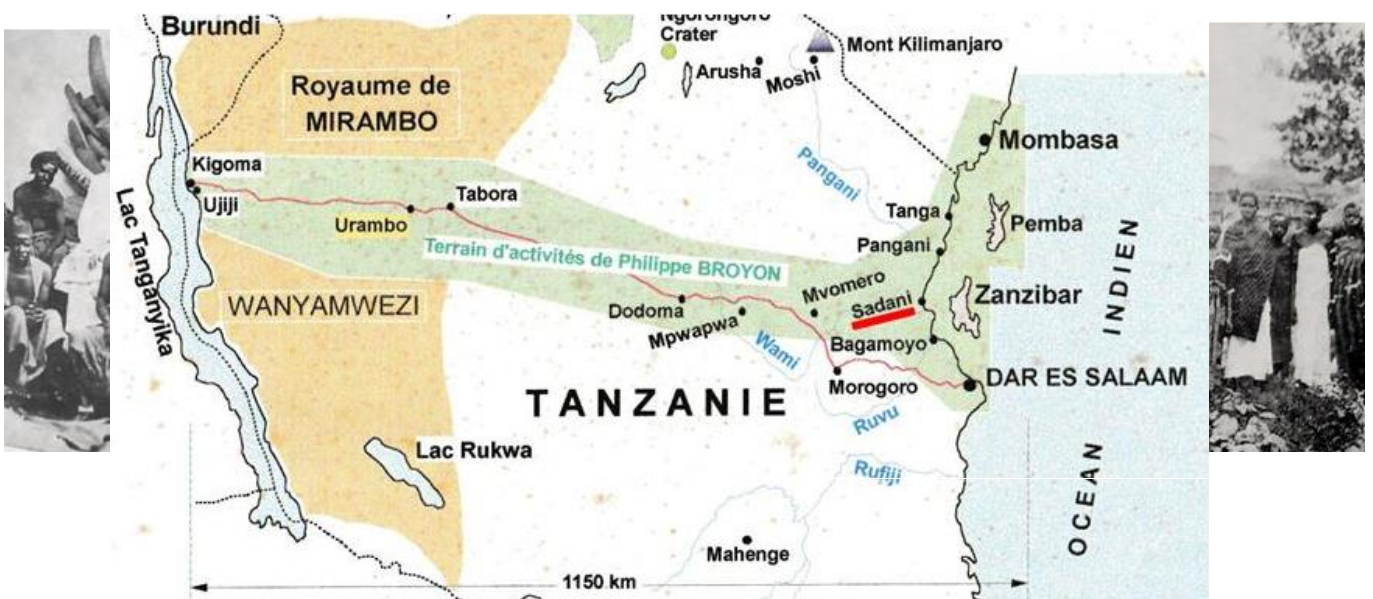 Burundi
Ngorongoro
Crater
Mont Kilimanjaro
Arusha
Moshi
Royaume de
MIRAMBO
Mombasa
Kigoma
Pangani
Ujiji
Tabora
Urambo
Tanga
Pemba
Lac Tanganyika
Terrain d'activités de Philippe BROYON
Pangani
WANYAMWEZI
Dodoma
Mpwapwa
Mvomero
Sadani
Zanzibar
INDIEN
Wami
Bagamoyo
Morogoro
DAR ES SALAAM
TANZANIE
Ruvu
Lac Rukwa
Rufiji
OCEAN
Mahenge
1150 km